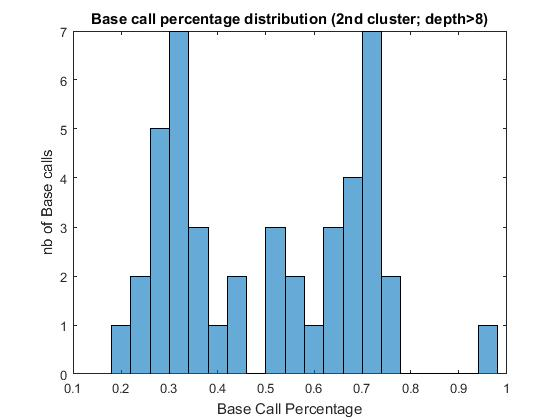 Base call percentage distribution (2nd cluster; depth>8)
7
6
5
4
3
2
1
0
nb of Base calls
0.1 0.2 0.3 0.4 0.5 0.6 0.7 0.8 0.9 1
Base Call Percentage